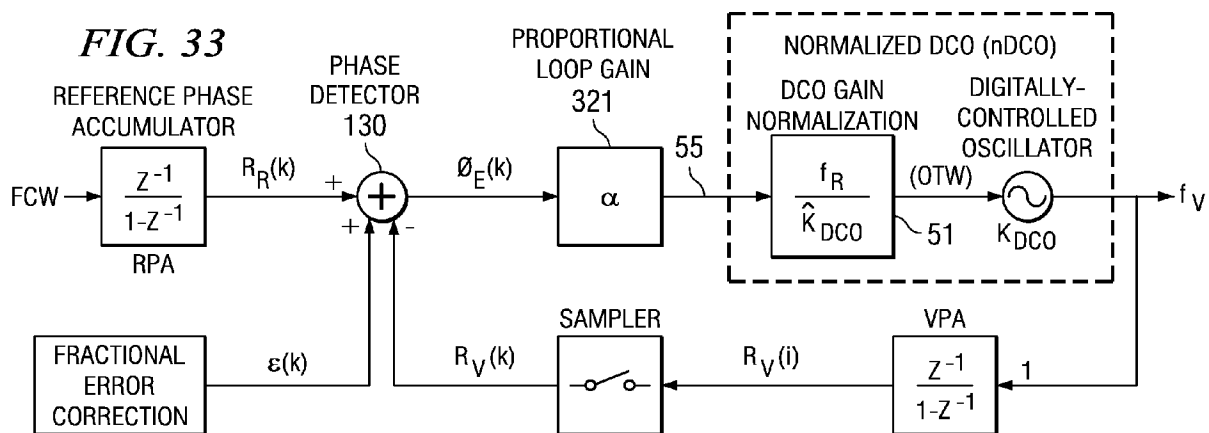 FIG. 33
REFERENCE PHASE
ACCUMULATOR
FCW
Z⁻¹
1-Z⁻¹
RPA
R_R(k)
PHASE
DETECTOR
130
+
+
+
-
Ø_E(k)
PROPORTIONAL
LOOP GAIN
321
α
55
NORMALIZED DCO (nDCO)
DCO GAIN
NORMALIZATION
f_R
K̂_DCO
51
(OTW)
DIGITALLY-
CONTROLLED
OSCILLATOR
K_DCO
f_V
FRACTIONAL
ERROR
CORRECTION
ε(k)
R_V(k)
SAMPLER
R_V(i)
VPA
Z⁻¹
1-Z⁻¹
1